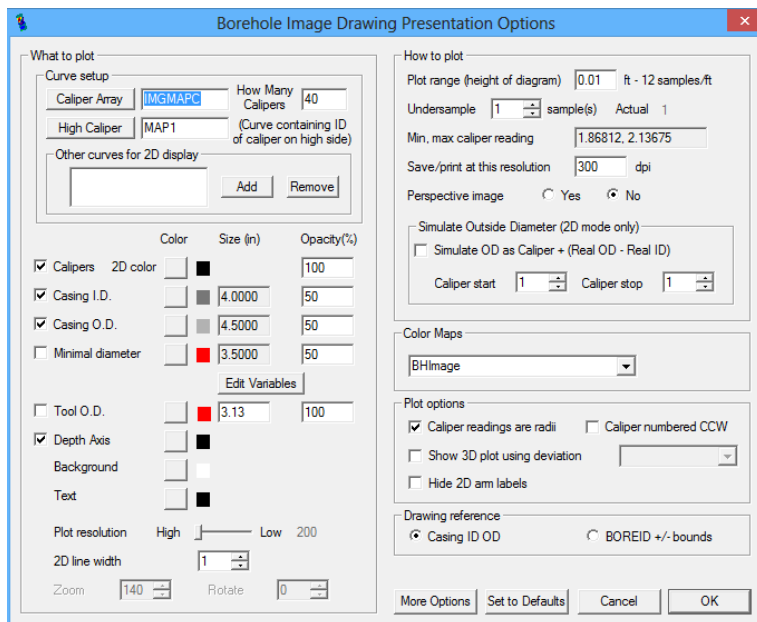 Borehole Image Drawing Presentation Options
What to plot
Curve setup
Caliper Array IMGMAPC How Many Calipers 40
High Caliper MAP1 (Curve containing ID of caliper on high side)
Other curves for 2D display
Add Remove
Color Size (in) Opacity(%)
Calipers 2D color 100
Casing I.D. 4.0000 50
Casing O.D. 4.5000 50
Minimal diameter 3.5000 50
Edit Variables
Tool O.D. 3.13 100
Depth Axis
Background
Text
Plot resolution High Low 200
2D line width 1
Zoom 140 Rotate 0
How to plot
Plot range (height of diagram) 0.01 ft - 12 samples/ft
Undersample 1 sample(s) Actual 1
Min, max caliper reading 1.86812, 2.13675
Save/print at this resolution 300 dpi
Perspective image Yes No
Simulate Outside Diameter (2D mode only)
Simulate OD as Caliper + (Real OD - Real ID)
Caliper start 1 Caliper stop 1
Color Maps
BHImage
Plot options
Caliper readings are radii Caliper numbered CCW
Show 3D plot using deviation
Hide 2D arm labels
Drawing reference
Casing ID OD BOREID +/- bounds
More Options Set to Defaults Cancel OK